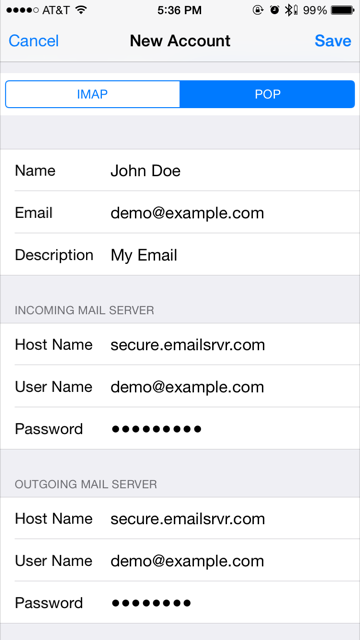 AT&T 5:36 PM 99%
Cancel New Account Save
IMAP POP
Name John Doe
Email demo@example.com
Description My Email
INCOMING MAIL SERVER
Host Name secure.emailsrvr.com
User Name demo@example.com
Password ●●●●●●●●●
OUTGOING MAIL SERVER
Host Name secure.emailsrvr.com
User Name demo@example.com
Password ●●●●●●●●